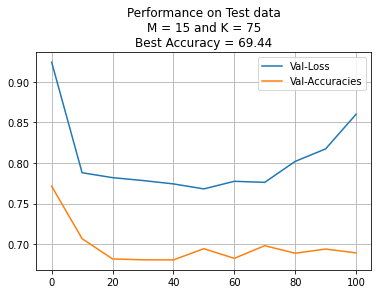 Performance on Test data
M = 15 and K = 75
Best Accuracy = 69.44
Val-Loss
Val-Accuracies
0.90
0.85
0.80
0.75
0.70
0 20 40 60 80 100